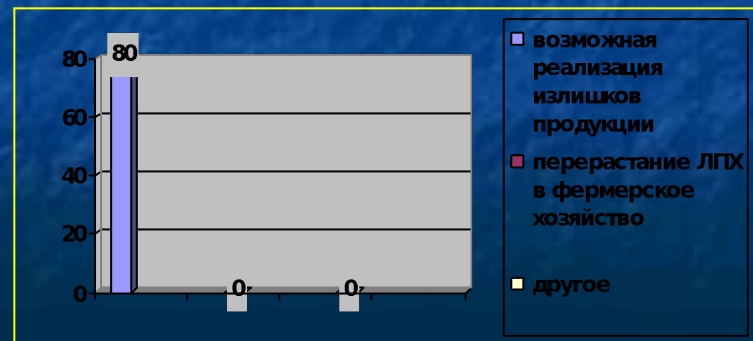 80
80
60
40
20
0
0
0
возможная
реализация
излишков
продукции
перерастание ЛПХ
в фермерское
хозяйство
другое